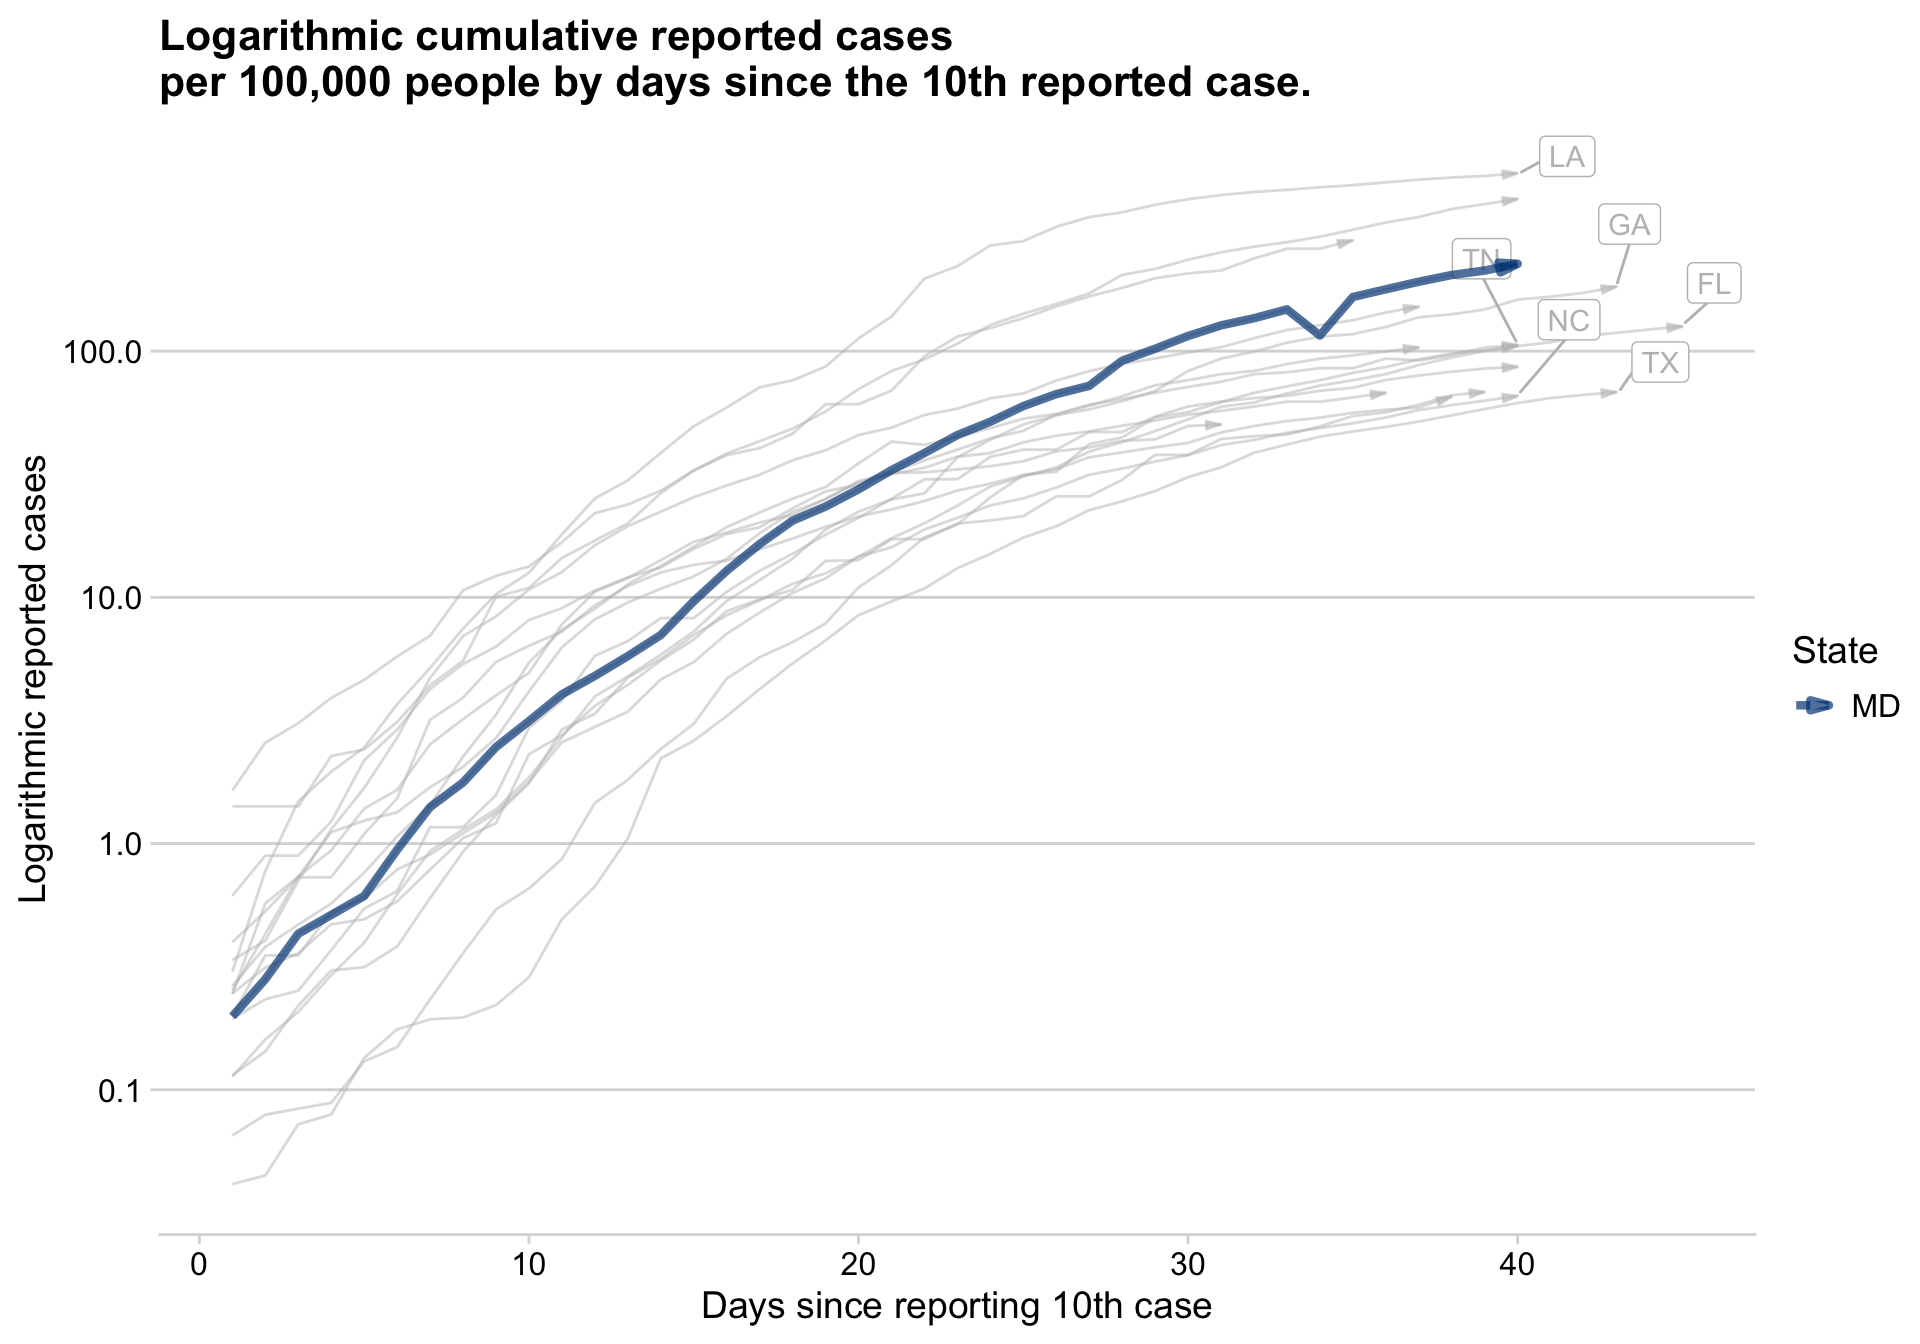 Logarithmic cumulative reported cases
per 100,000 people by days since the 10th reported case.
LA
GA
TN
FL
NC
TX
100.0
10.0
1.0
0.1
Logarithmic reported cases
0 10 20 30 40
Days since reporting 10th case
State
MD